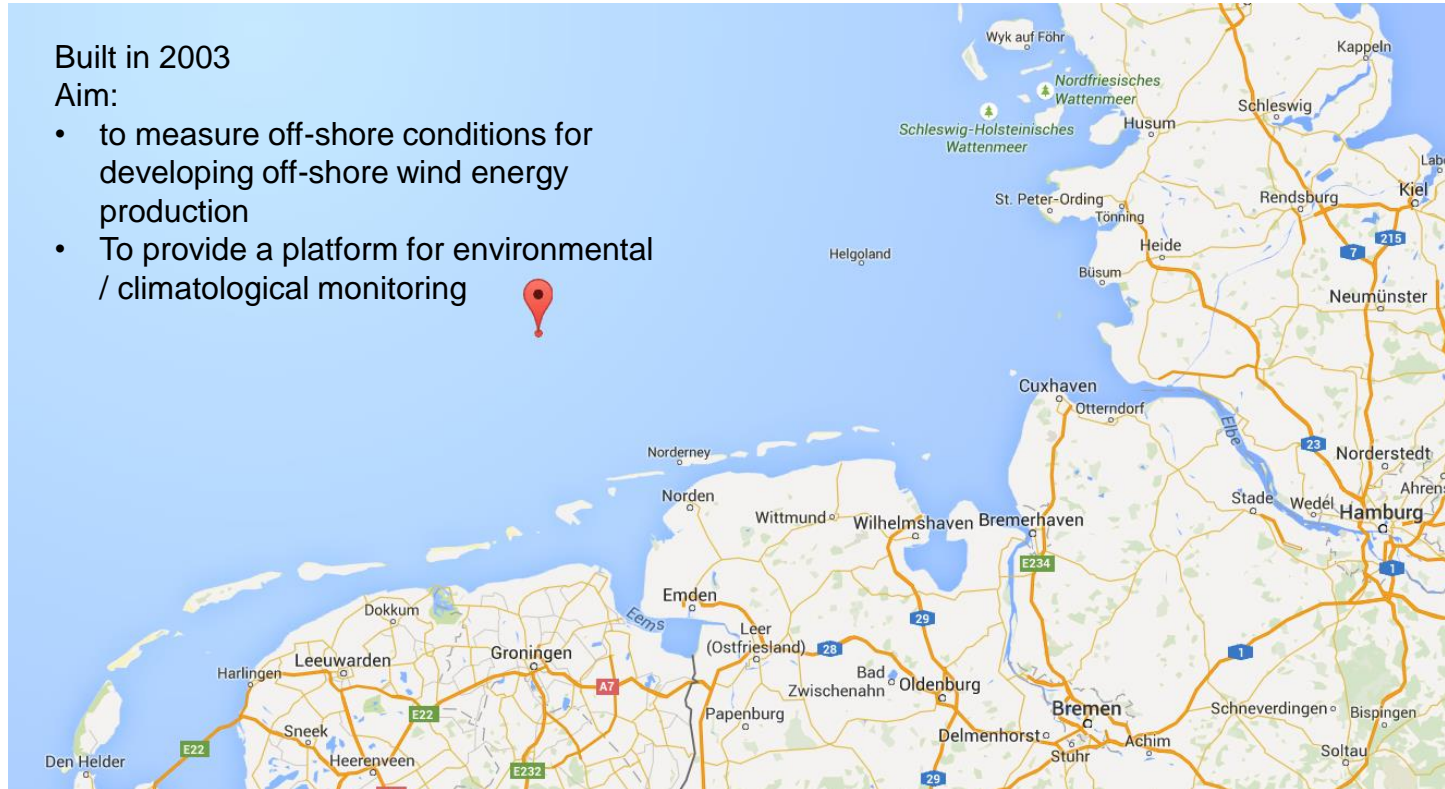 Built in 2003
Aim:
• to measure off-shore conditions for
developing off-shore wind energy
production
• To provide a platform for environmental
/ climatological monitoring
Wyk auf Föhr
Kappeln
Nordfriesisches
Wattenmeer
Schleswig
Schleswig-Holsteinisches
Wattenmeer
Husum
Labo
St. Peter-Ording
Tönning
Rendsburg
Kiel
215
7
Heide
Helgoland
Büsum
Neumünster
Cuxhaven
Otterndorf
Elbe
23
Norderstedt
Norderney
Norden
Stade
Wedel
Ahrens
Hamburg
Wittmund
Wilhelmshaven
Bremerhaven
E234
1
Emden
Eems
Dokkum
29
Leer
(Ostfriesland)
28
1
Groningen
Leeuwarden
Harlingen
A7
Bad
Zwischenahn
Oldenburg
E22
Papenburg
Bremen
Schneverdingen
Bispingen
Sneek
Delmenhorst
Achim
E22
Stuhr
Soltau
Den Helder
Heerenveen
E232
29